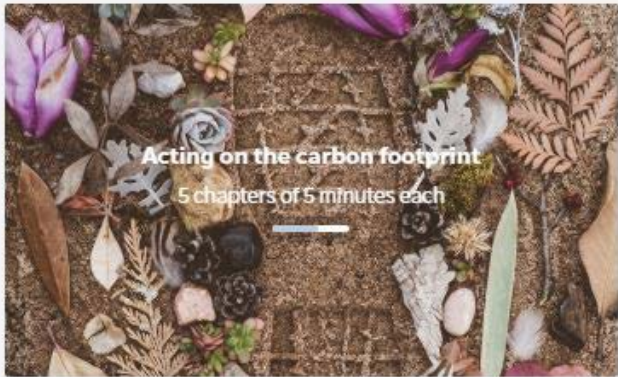 Acting on the carbon footprint
5 chapters of 5 minutes each